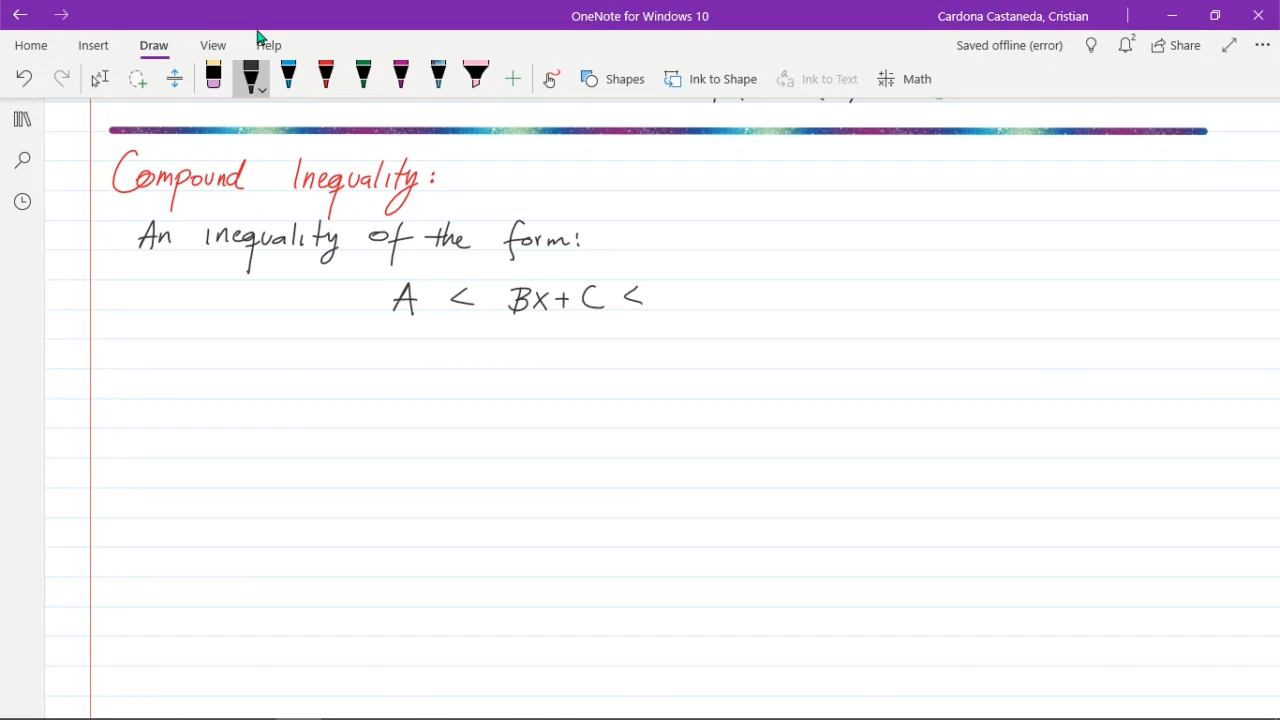 OneNote for Windows 10
Cardona Castaneda, Cristian
Home Insert Draw View Help
Saved offline (error) Share
Shapes Ink to Shape Ink to Text Math
Compound Inequality:
An inequality of the form:
A < Bx + C <